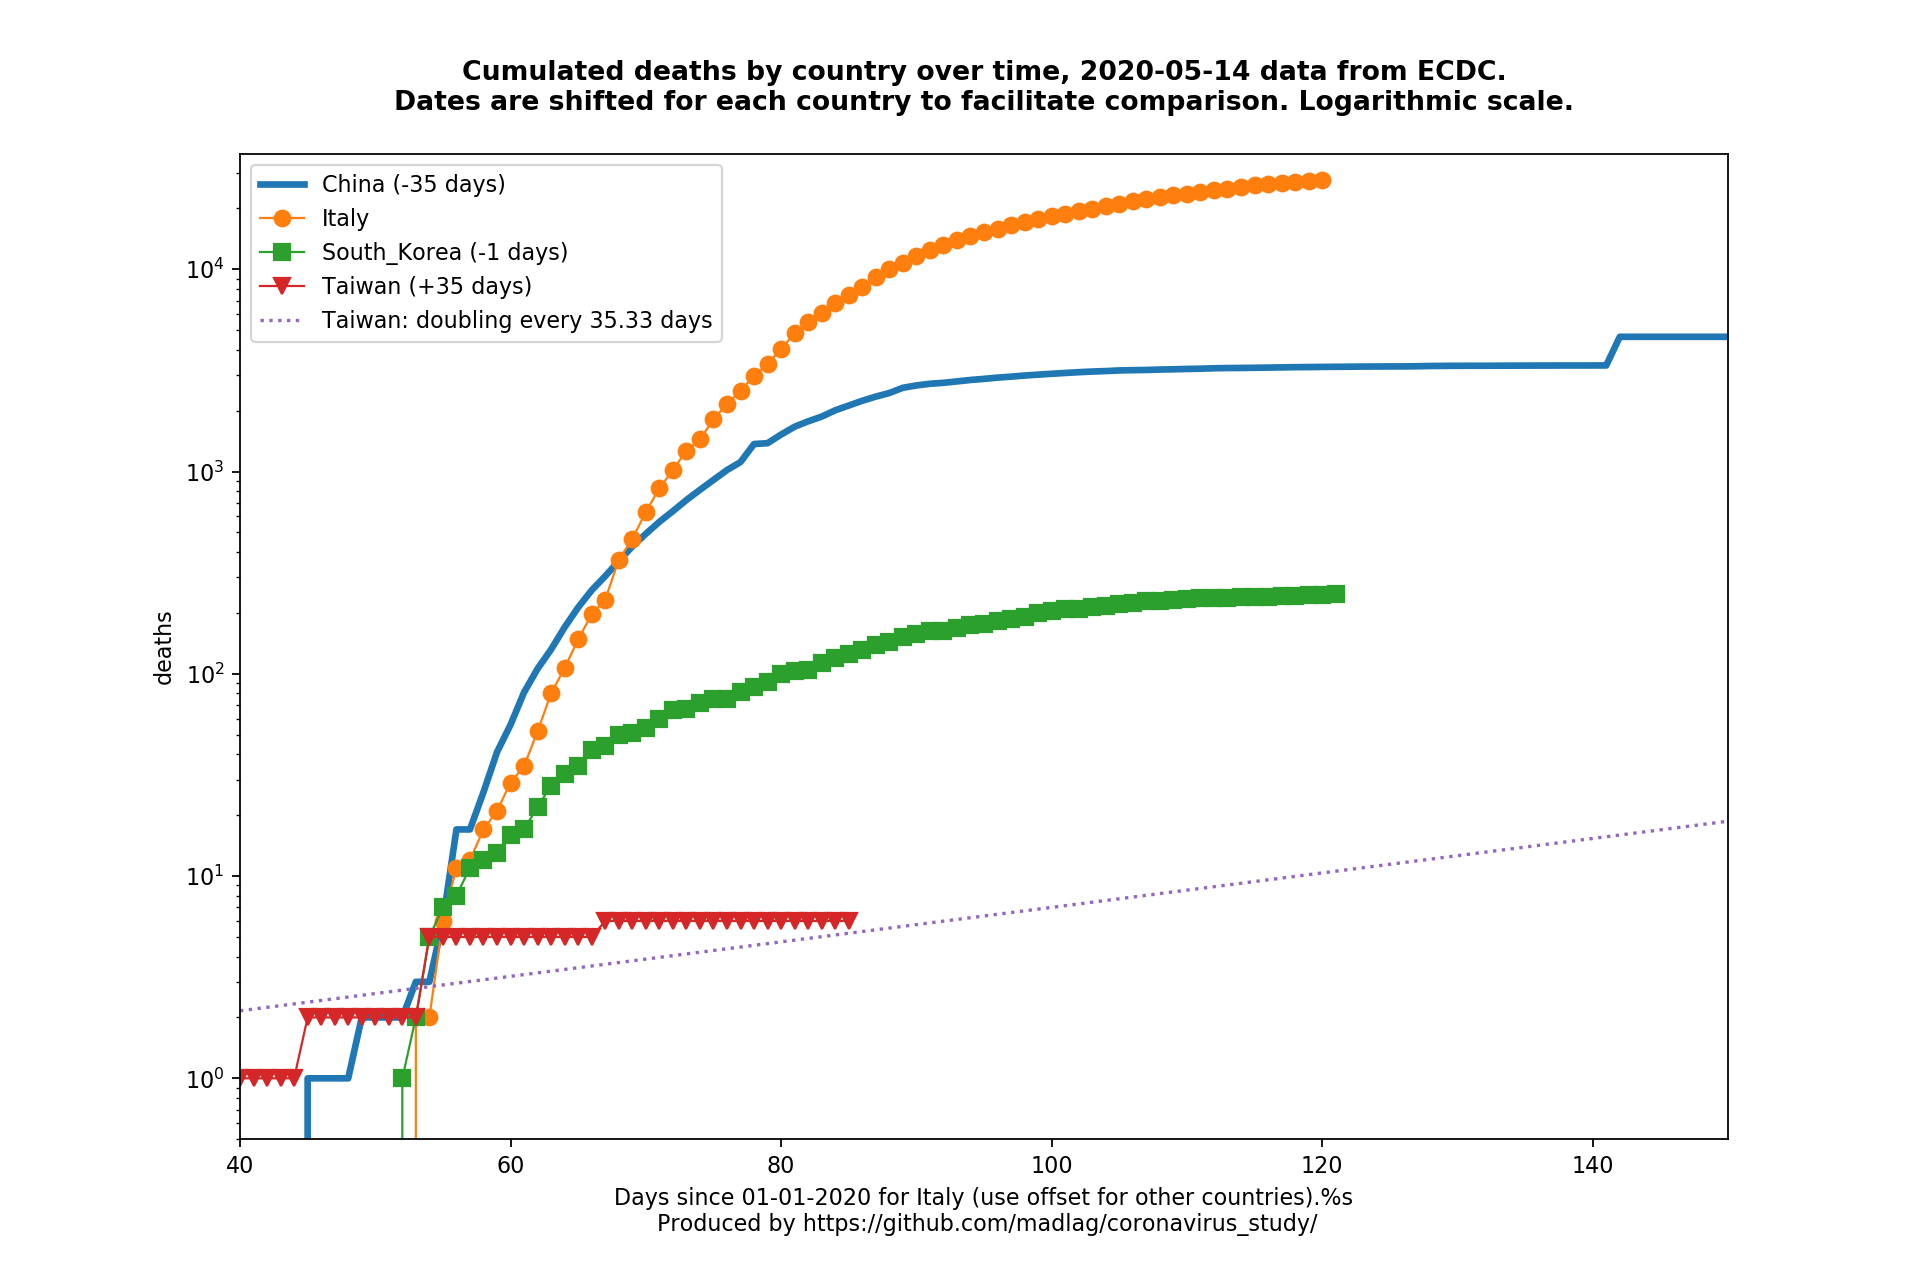 Cumulated deaths by country over time, 2020-05-14 data from ECDC.
Dates are shifted for each country to facilitate comparison. Logarithmic scale.
China (-35 days)
Italy
South_Korea (-1 days)
Taiwan (+35 days)
Taiwan: doubling every 35.33 days
deaths
10⁴
10³
10²
10¹
10⁰
40 60 80 100 120 140
Days since 01-01-2020 for Italy (use offset for other countries).%s
Produced by https://github.com/madlag/coronavirus_study/